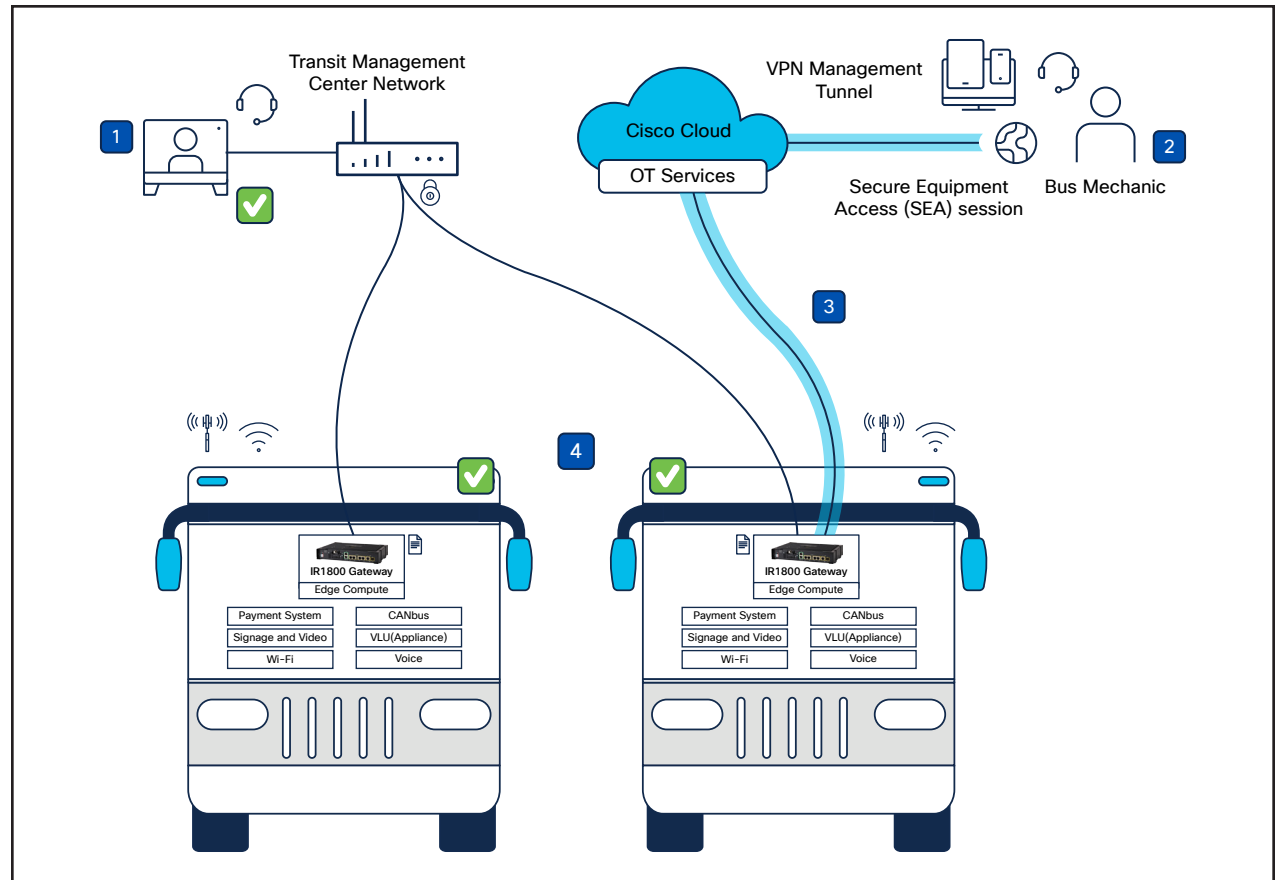 Transit Management
Center Network
1
VPN Management
Tunnel
Cisco Cloud
OT Services
2
Secure Equipment
Access (SEA) session
Bus Mechanic
3
4
IR1800 Gateway
Edge Compute
Payment System
CANbus
Signage and Video
VLU(Appliance)
Wi-Fi
Voice
IR1800 Gateway
Edge Compute
Payment System
CANbus
Signage and Video
VLU(Appliance)
Wi-Fi
Voice